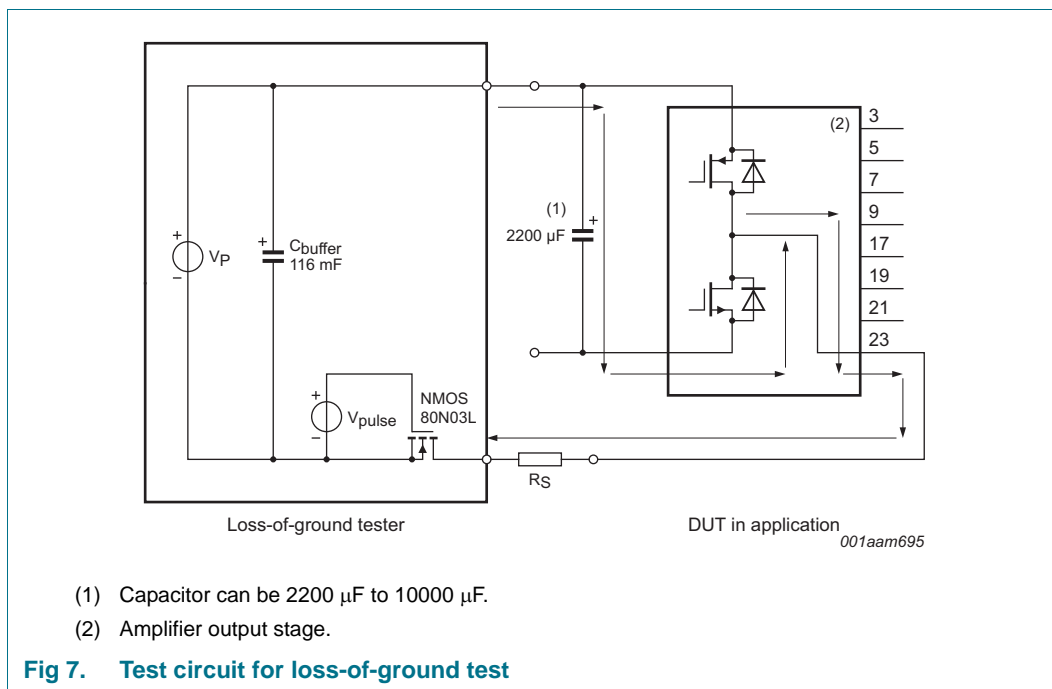 (2)
3
5
7
9
17
19
21
23
(1)
+
2200 μF
+
VP
−
+
Cbuffer
116 mF
+
Vpulse
−
NMOS
80N03L
RS
Loss-of-ground tester
DUT in application
001aam695
(1) Capacitor can be 2200 μF to 10000 μF.
(2) Amplifier output stage.
Fig 7. Test circuit for loss-of-ground test